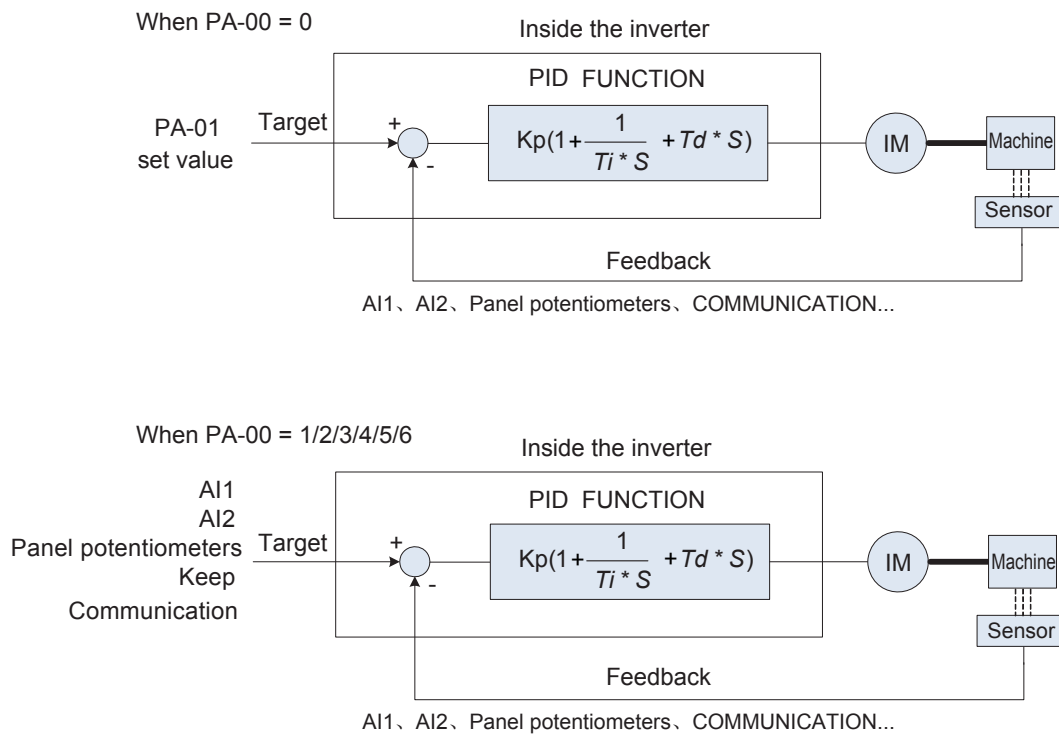 When PA-00 = 0
Inside the inverter
PID FUNCTION
PA-01
set value
Target
+
-
Kp(1+ 1/Ti * S +Td * S)
IM
Machine
Sensor
Feedback
AI1、AI2、Panel potentiometers、COMMUNICATION...
When PA-00 = 1/2/3/4/5/6
Inside the inverter
PID FUNCTION
AI1
AI2
Panel potentiometers
Keep
Communication
Target
+
-
Kp(1+ 1/Ti * S +Td * S)
IM
Machine
Sensor
Feedback
AI1、AI2、Panel potentiometers、COMMUNICATION...